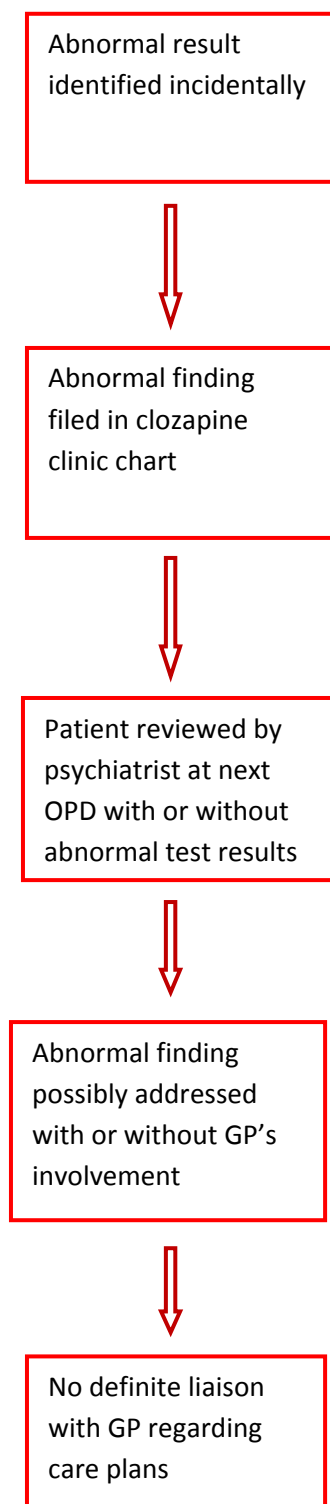 Abnormal result
identified incidentally
Abnormal finding
filed in clozapine
clinic chart
Patient reviewed by
psychiatrist at next
OPD with or without
abnormal test results
Abnormal finding
possibly addressed
with or without GP’s
involvement
No definite liaison
with GP regarding
care plans